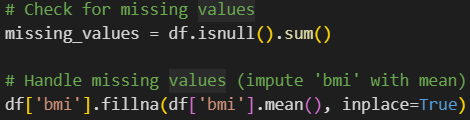 # Check for missing values
missing_values = df.isnull().sum()
# Handle missing values (impute 'bmi' with mean)
df['bmi'].fillna(df['bmi'].mean(), inplace=True)